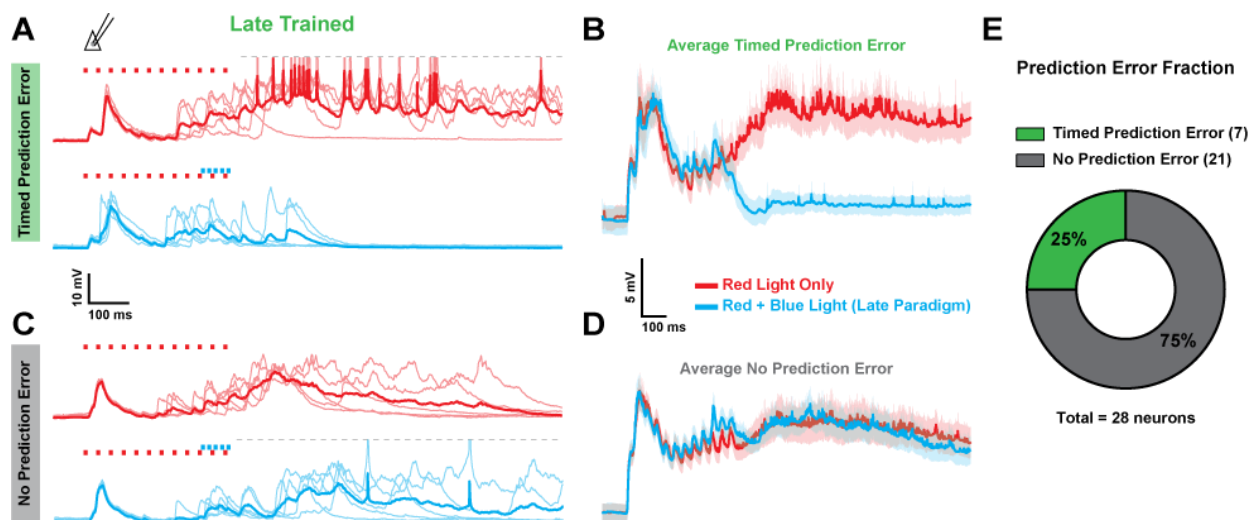 A
Late Trained
Timed Prediction Error
10 mV
100 ms
B
Average Timed Prediction Error
5 mV
100 ms
Red Light Only
Red + Blue Light (Late Paradigm)
C
No Prediction Error
D
Average No Prediction Error
E
Prediction Error Fraction
Timed Prediction Error (7)
No Prediction Error (21)
25%
75%
Total = 28 neurons